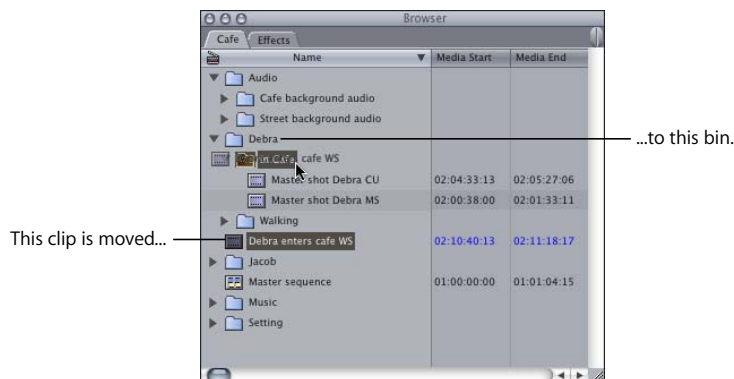 Browser
Cafe Effects
Name Media Start Media End
Audio
Cafe background audio
Street background audio
Debra
...to this bin.
in Cafe, cafe WS
Master shot Debra CU 02:04:33:13 02:05:27:06
Master shot Debra MS 02:00:38:00 02:01:33:11
Walking
This clip is moved...
Debra enters cafe WS 02:10:40:13 02:11:18:17
Jacob
Master sequence 01:00:00:00 01:01:04:15
Music
Setting